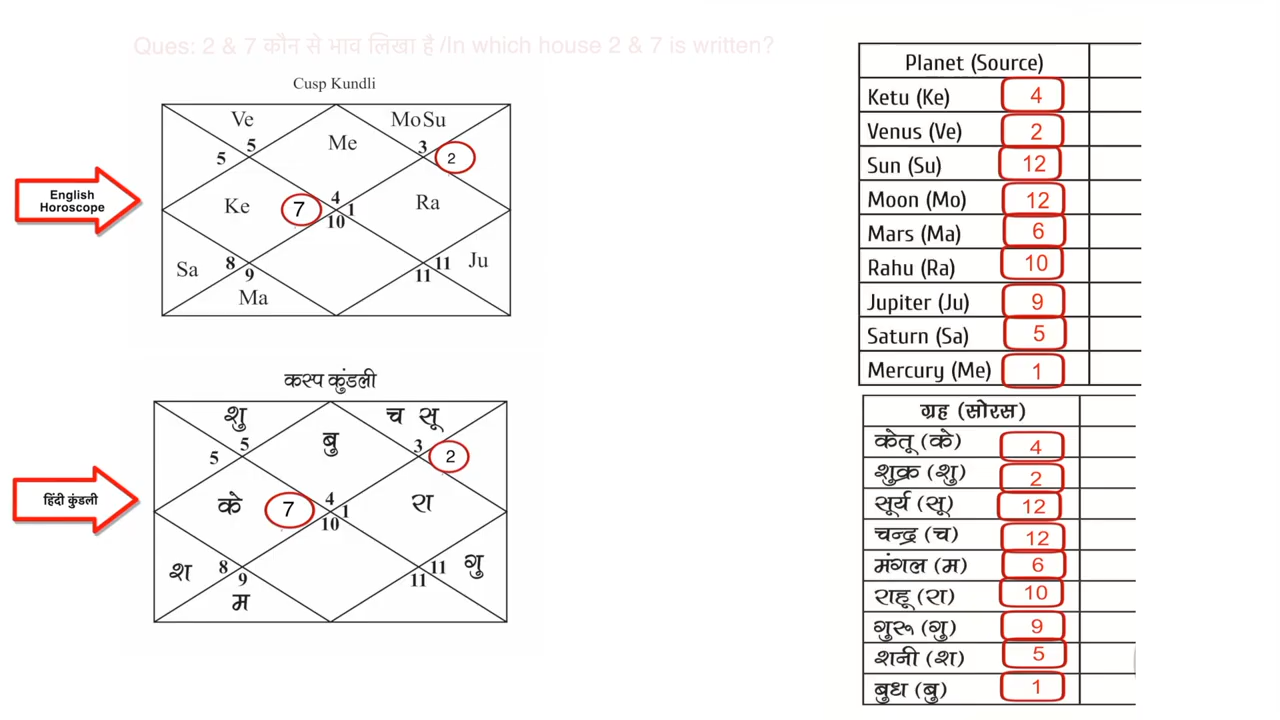 Ques: 2 & 7 कौन से भाव लिखा है /In which house 2 & 7 is written?
Cusp Kundli
Ve
MoSu
Me
5
5
3
2
English
Horoscope
Ke
7
4
1
10
Ra
Sa
8
9
11
11
Ju
Ma
कस्प कुंडली
शु
च सू
बु
5
5
3
2
हिंदी कुंडली
के
7
4
1
10
रा
श
8
9
11
11
गु
म
Planet (Source)
Ketu (Ke) 4
Venus (Ve) 2
Sun (Su) 12
Moon (Mo) 12
Mars (Ma) 6
Rahu (Ra) 10
Jupiter (Ju) 9
Saturn (Sa) 5
Mercury (Me) 1
ग्रह (सोरस)
केतू (के) 4
शुक्र (शु) 2
सूर्य (सू) 12
चन्द्र (च) 12
मंगल (म) 6
राहू (रा) 10
गुरू (गु) 9
शनी (श) 5
बुध (बु) 1